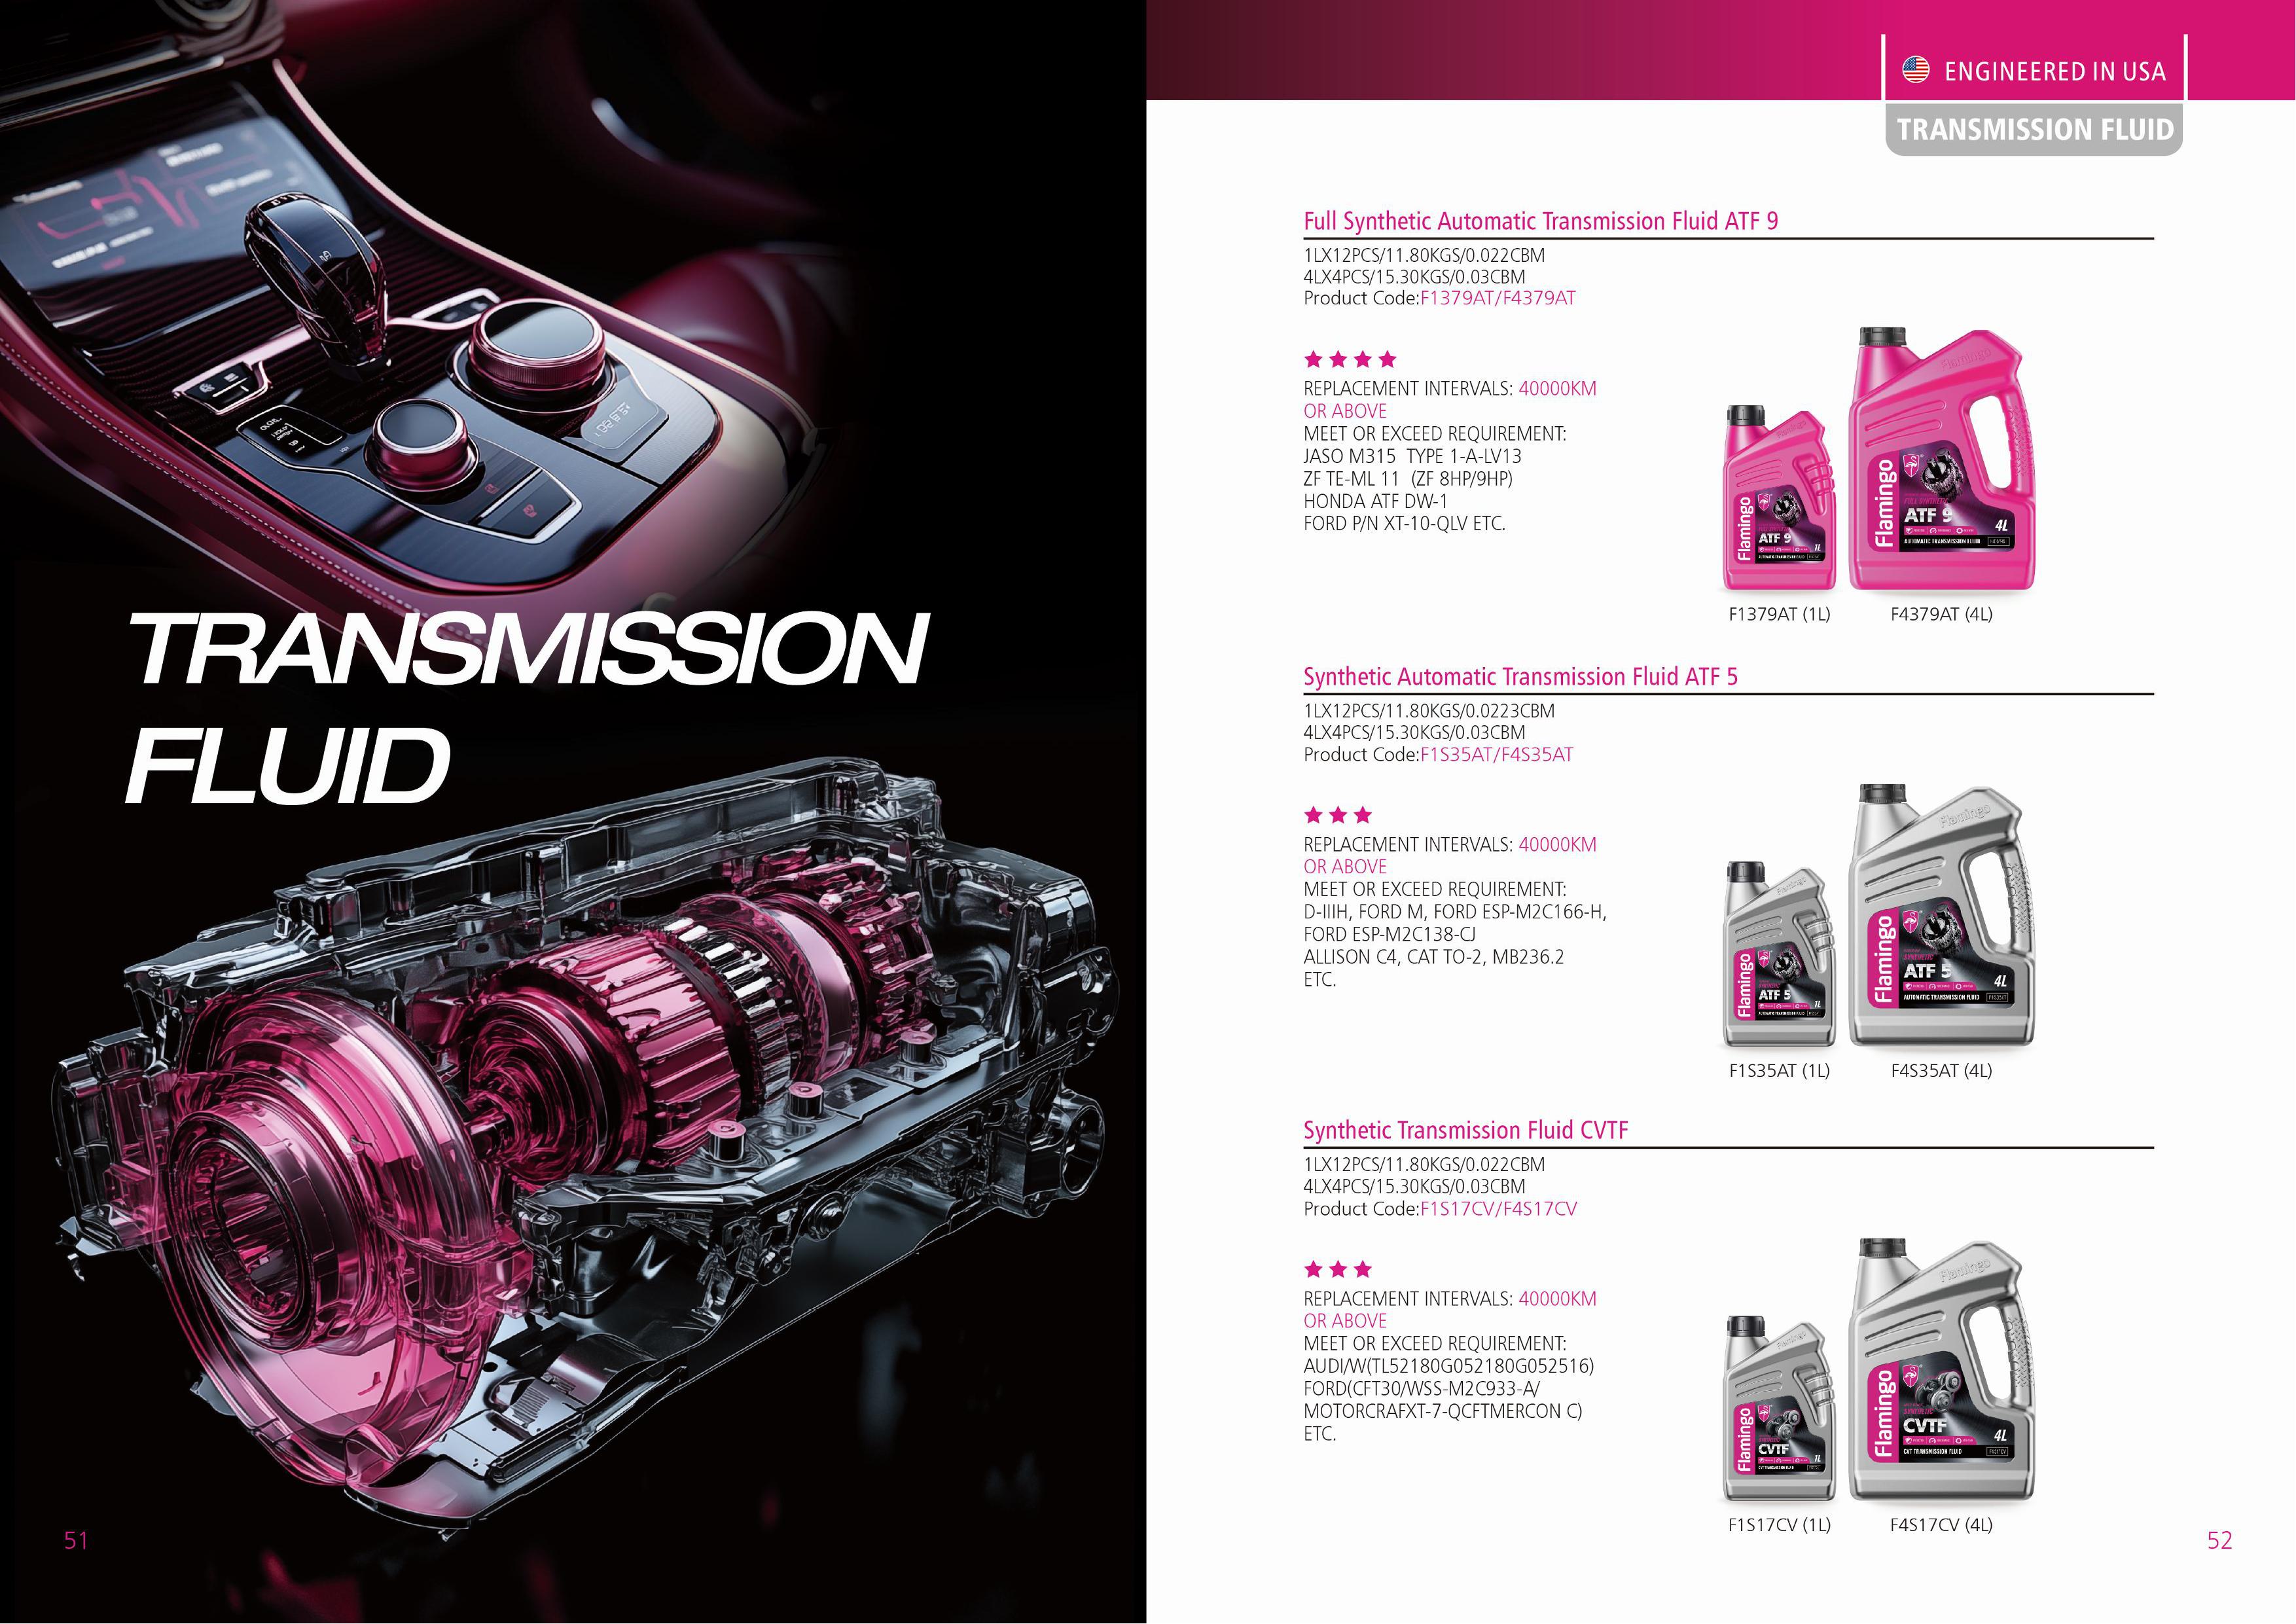 TRANSMISSION
FLUID
51
ENGINEERED IN USA
TRANSMISSION FLUID
Full Synthetic Automatic Transmission Fluid ATF 9
1LX12PCS/11.80KGS/0.022CBM
4LX4PCS/15.30KGS/0.03CBM
Product Code:F1379AT/F4379AT
REPLACEMENT INTERVALS: 40000KM
OR ABOVE
MEET OR EXCEED REQUIREMENT:
JASO M315 TYPE 1-A-LV13
ZF TE-ML 11 (ZF 8HP/9HP)
HONDA ATF DW-1
FORD P/N XT-10-QLV ETC.
Flamingo
ATF 9
1L
Flamingo
Flamingo
ATF 9
4L
AUTOMATIC TRANSMISSION FLUID
F1379AT (1L) F4379AT (4L)
Synthetic Automatic Transmission Fluid ATF 5
1LX12PCS/11.80KGS/0.0223CBM
4LX4PCS/15.30KGS/0.03CBM
Product Code:F1S35AT/F4S35AT
REPLACEMENT INTERVALS: 40000KM
OR ABOVE
MEET OR EXCEED REQUIREMENT:
D-IIIH, FORD M, FORD ESP-M2C166-H,
FORD ESP-M2C138-CJ
ALLISON C4, CAT TO-2, MB236.2
ETC.
Flamingo
ATF 5
1L
Flamingo
Flamingo
SYNTHETIC
ATF 5
4L
AUTOMATIC TRANSMISSION FLUID
F1S35AT (1L) F4S35AT (4L)
Synthetic Transmission Fluid CVTF
1LX12PCS/11.80KGS/0.022CBM
4LX4PCS/15.30KGS/0.03CBM
Product Code:F1S17CV/F4S17CV
REPLACEMENT INTERVALS: 40000KM
OR ABOVE
MEET OR EXCEED REQUIREMENT:
AUDI/W(TL52180G052180G052516)
FORD(CFT30/WSS-M2C933-A/
MOTORCRAFXT-7-QCFTMERCON C)
ETC.
Flamingo
CVTF
1L
Flamingo
Flamingo
SYNTHETIC
CVTF
4L
CVT TRANSMISSION FLUID
F1S17CV (1L) F4S17CV (4L)
52